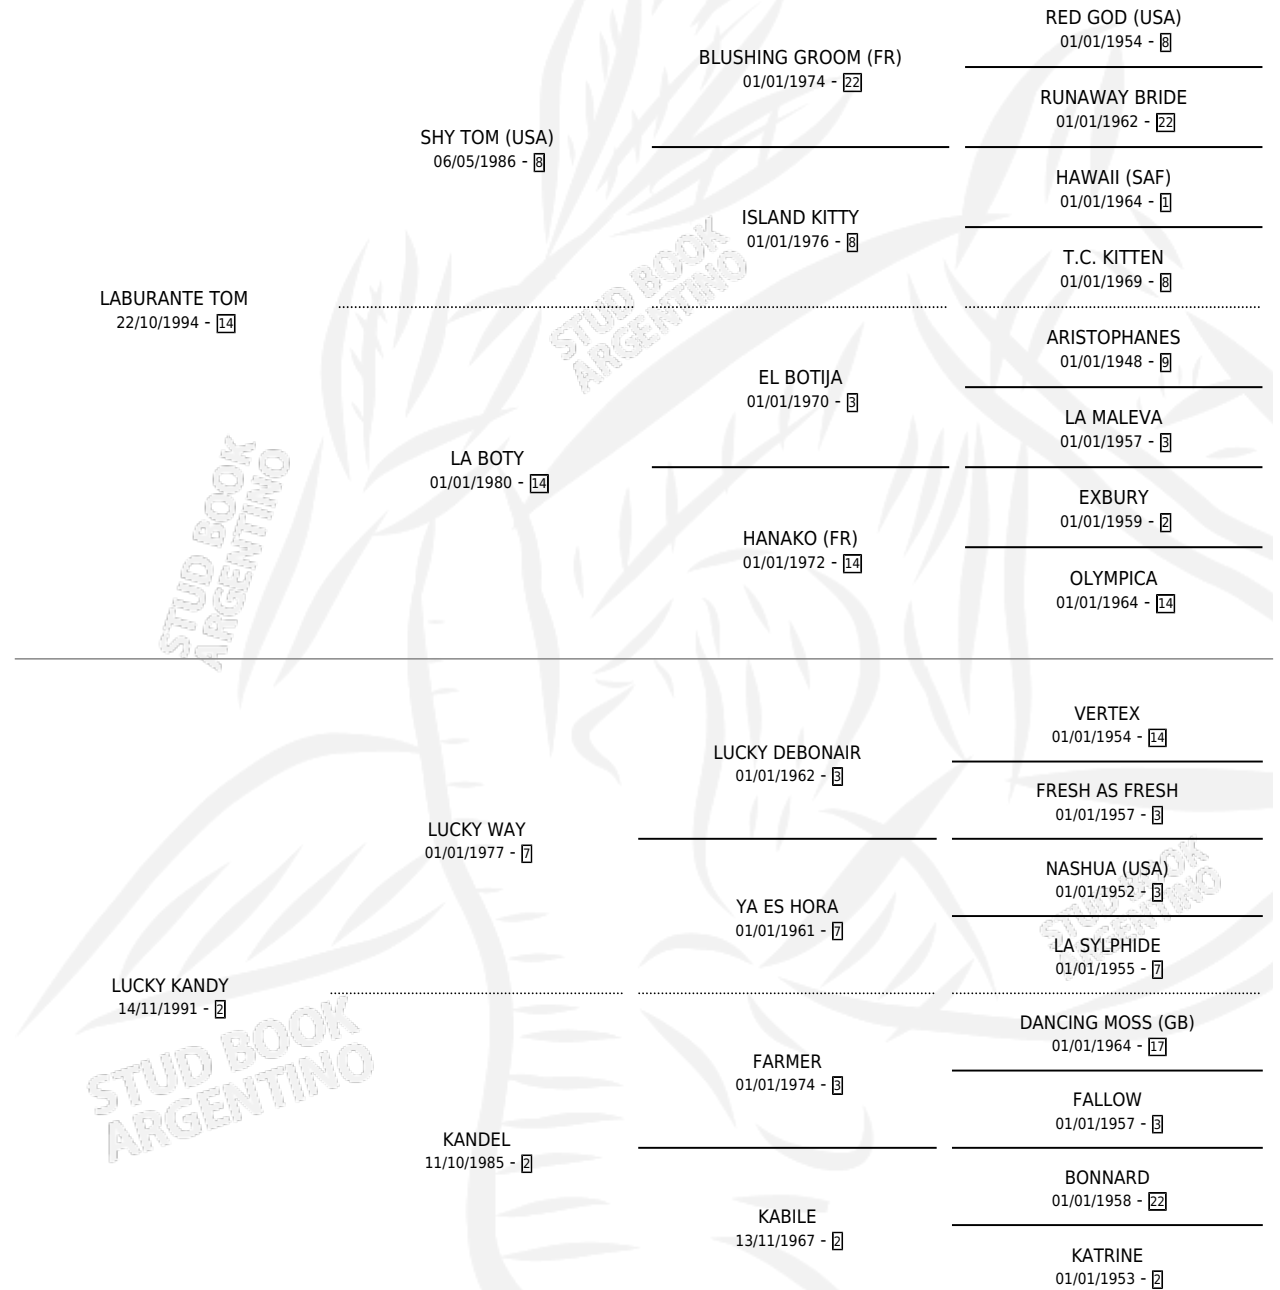 RED GOD (USA)
01/01/1954 - 8
BLUSHING GROOM (FR)
01/01/1974 - 22
RUNAWAY BRIDE
01/01/1962 - 22
SHY TOM (USA)
06/05/1986 - 8
HAWAII (SAF)
01/01/1964 - 1
ISLAND KITTY
01/01/1976 - 8
T.C. KITTEN
01/01/1969 - 8
LABURANTE TOM
22/10/1994 - 14
ARISTOPHANES
01/01/1948 - 9
EL BOTIJA
01/01/1970 - 3
LA MALEVA
01/01/1957 - 3
LA BOTY
01/01/1980 - 14
EXBURY
01/01/1959 - 2
HANAKO (FR)
01/01/1972 - 14
OLYMPICA
01/01/1964 - 14
STUD BOOK
ARGENTINO
STUD BOOK
ARGENTINO
VERTEX
01/01/1954 - 14
LUCKY DEBONAIR
01/01/1962 - 3
FRESH AS FRESH
01/01/1957 - 3
LUCKY WAY
01/01/1977 - 7
NASHUA (USA)
01/01/1952 - 3
YA ES HORA
01/01/1961 - 7
LA SYLPHIDE
01/01/1955 - 7
STUD BOOK
ARGENTINO
LUCKY KANDY
14/11/1991 - 2
DANCING MOSS (GB)
01/01/1964 - 17
FARMER
01/01/1974 - 3
FALLOW
01/01/1957 - 3
KANDEL
11/10/1985 - 2
BONNARD
01/01/1958 - 22
KABILE
13/11/1967 - 2
KATRINE
01/01/1953 - 2
STUD BOOK
ARGENTINO